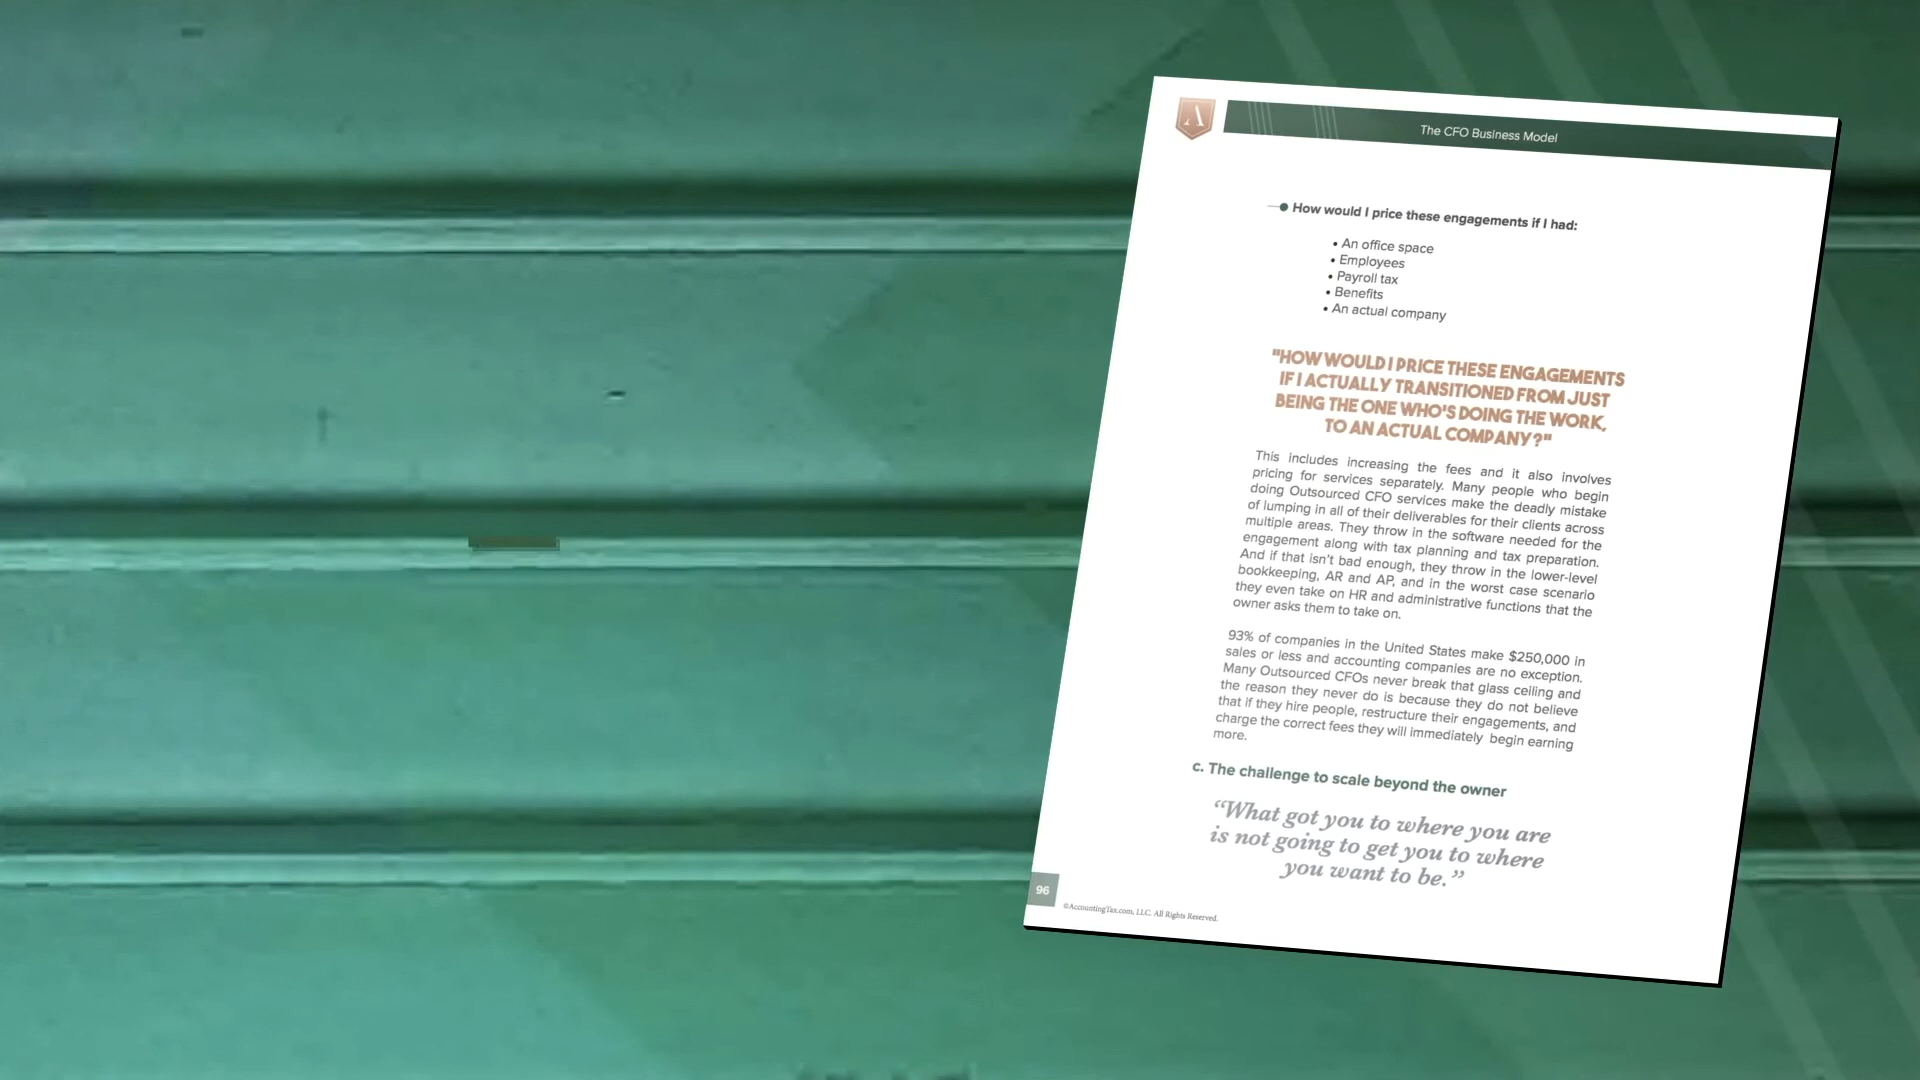 A
The CFO Business Model
How would I price these engagements if I had:
• An office space
• Employees
• Payroll tax
• Benefits
• An actual company
"HOW WOULD I PRICE THESE ENGAGEMENTS
IF I ACTUALLY TRANSITIONED FROM JUST
BEING THE ONE WHO'S DOING THE WORK,
TO AN ACTUAL COMPANY?"
This includes increasing the fees and it also involves
pricing for services separately. Many people who begin
doing Outsourced CFO services make the deadly mistake
of lumping in all of their deliverables for their clients across
multiple areas. They throw in the software needed for the
engagement along with tax planning and tax preparation.
And if that isn't bad enough, they throw in the lower-level
bookkeeping, AR and AP, and in the worst case scenario
they even take on HR and administrative functions that the
owner asks them to take on.
93% of companies in the United States make $250,000 in
sales or less and accounting companies are no exception.
Many Outsourced CFOs never break that glass ceiling and
the reason they never do is because they do not believe
that if they hire people, restructure their engagements, and
charge the correct fees they will immediately begin earning
more.
c. The challenge to scale beyond the owner
“What got you to where you are
is not going to get you to where
you want to be.”
96
©AccountingTax.com, LLC. All Rights Reserved.